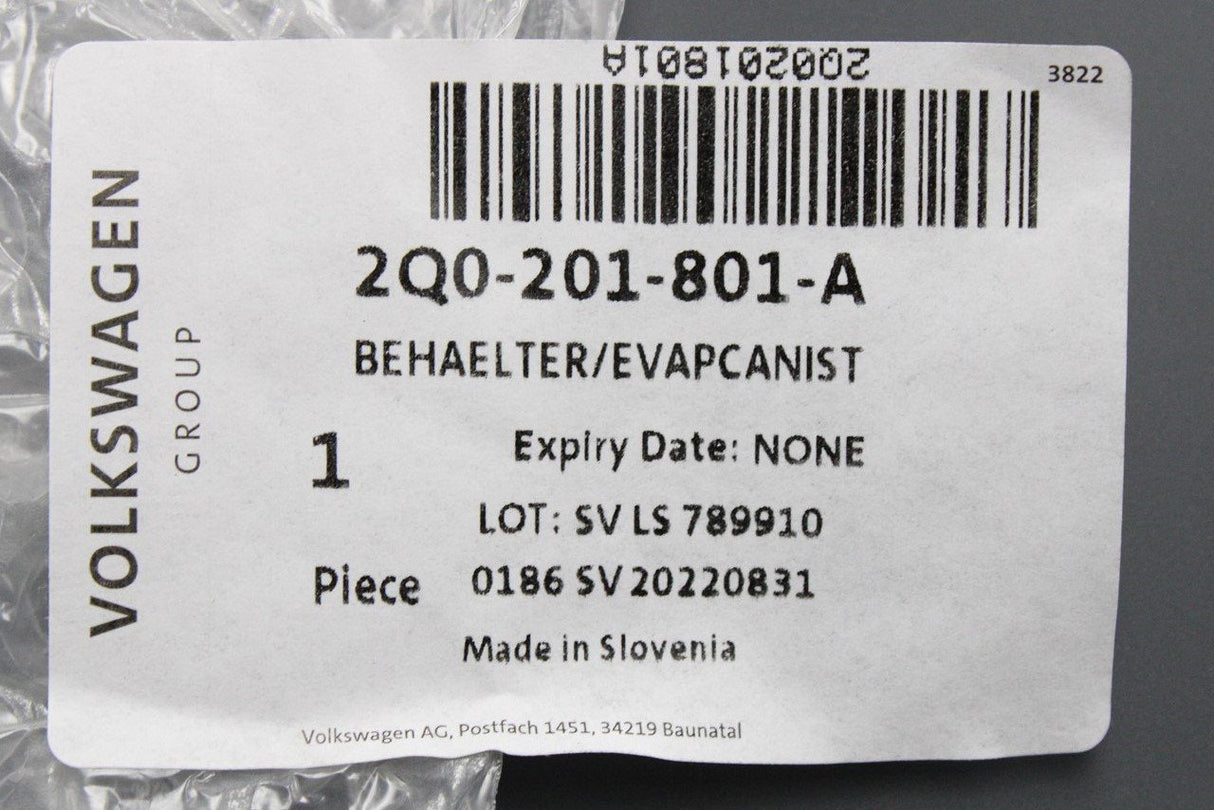 2Q0201801A
3822
2Q0-201-801-A
BEHAELTER/EVAPCANIST
1
Expiry Date: NONE
LOT: SV LS 789910
Piece
0186 SV 20220831
Made in Slovenia
Volkswagen AG, Postfach 1451, 34219 Baunatal
VOLKSWAGEN
GROUP